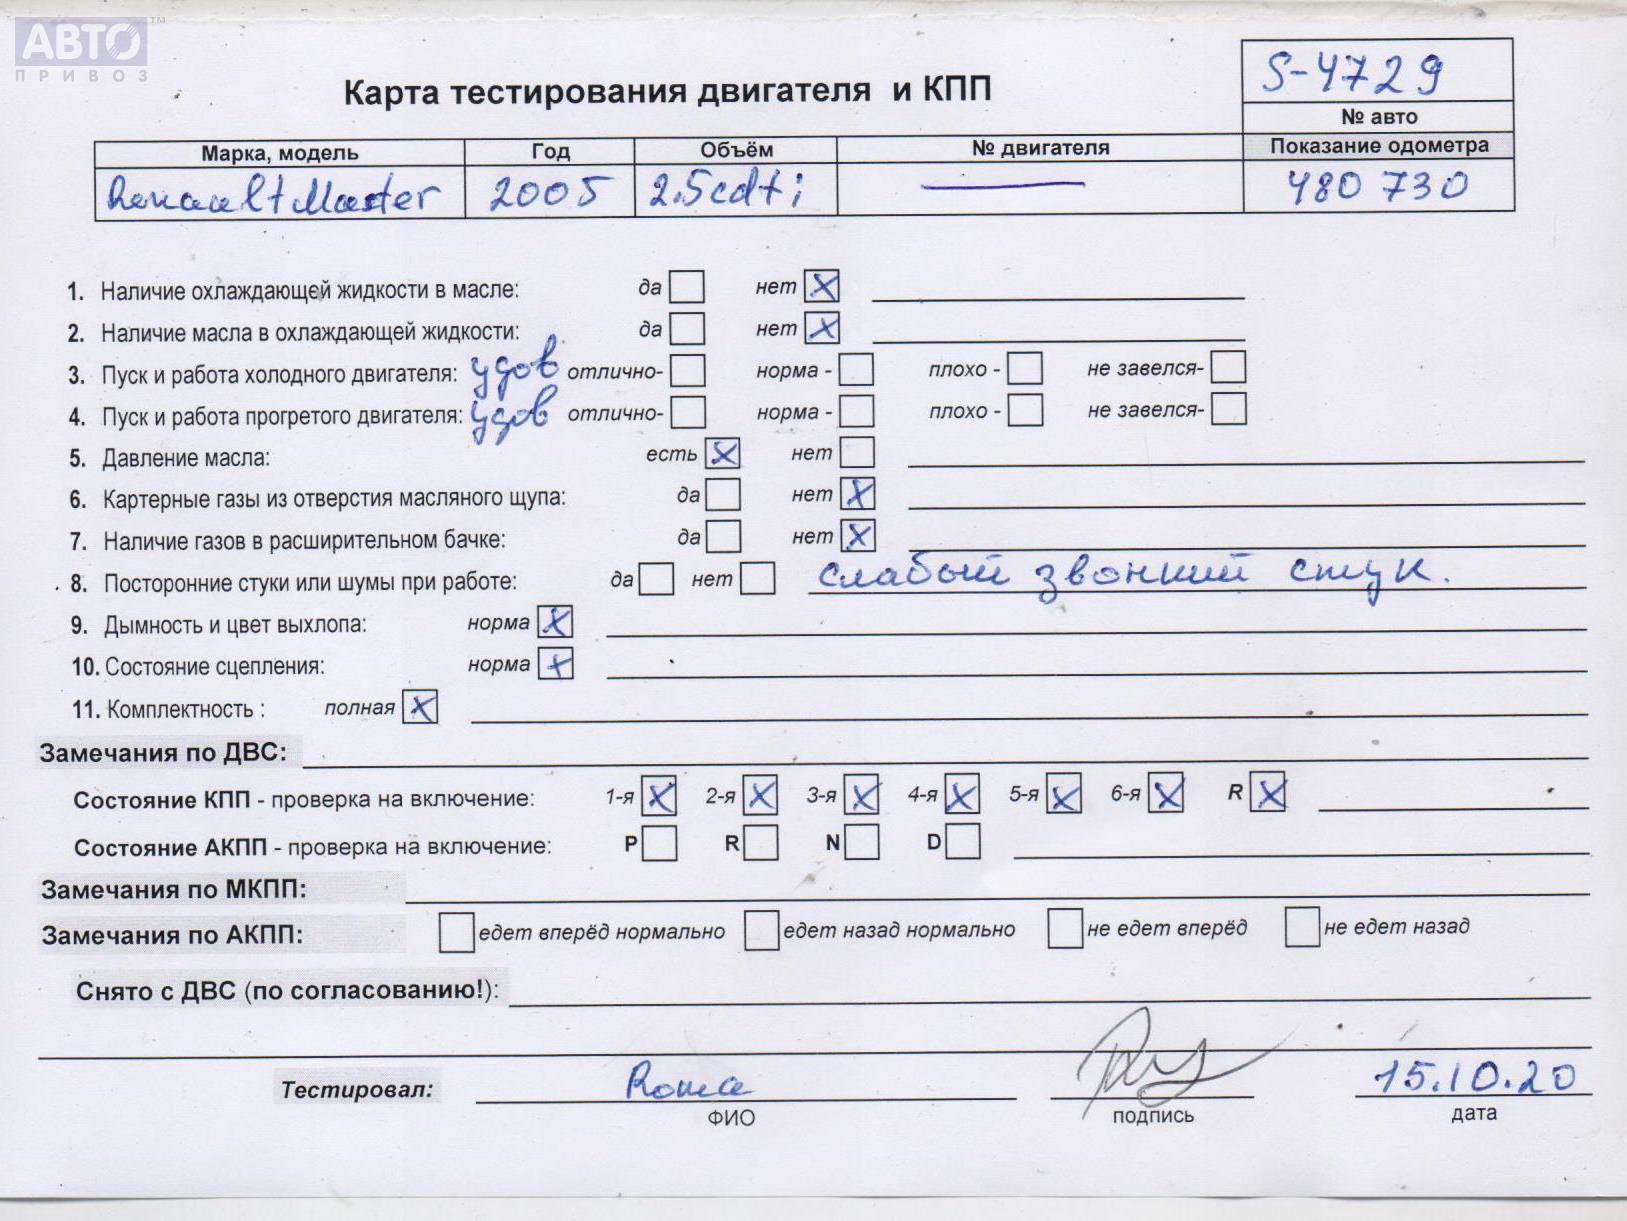 АВТО™
ПРИВОЗ
Карта тестирования двигателя и КПП
S-4729
№ авто
Марка, модель Год Объём № двигателя Показание одометра
Renault Master 2005 2.5cdti — 480 730
1. Наличие охлаждающей жидкости в масле: да нет X
2. Наличие масла в охлаждающей жидкости: да нет X
3. Пуск и работа холодного двигателя: удов отлично- норма - плохо - не завелся-
4. Пуск и работа прогретого двигателя: удов отлично- норма - плохо - не завелся-
5. Давление масла: есть X нет
6. Картерные газы из отверстия масляного щупа: да нет X
7. Наличие газов в расширительном бачке: да нет X
8. Посторонние стуки или шумы при работе: да нет слабый звонкий стук.
9. Дымность и цвет выхлопа: норма X
10. Состояние сцепления: норма X
11. Комплектность : полная X
Замечания по ДВС:
Состояние КПП - проверка на включение: 1-я X 2-я X 3-я X 4-я X 5-я X 6-я X R X
Состояние АКПП - проверка на включение: P R N D
Замечания по МКПП:
Замечания по АКПП: едет вперёд нормально едет назад нормально не едет вперёд не едет назад
Снято с ДВС (по согласованию!):
Тестировал: Roma 15.10.20
ФИО подпись дата